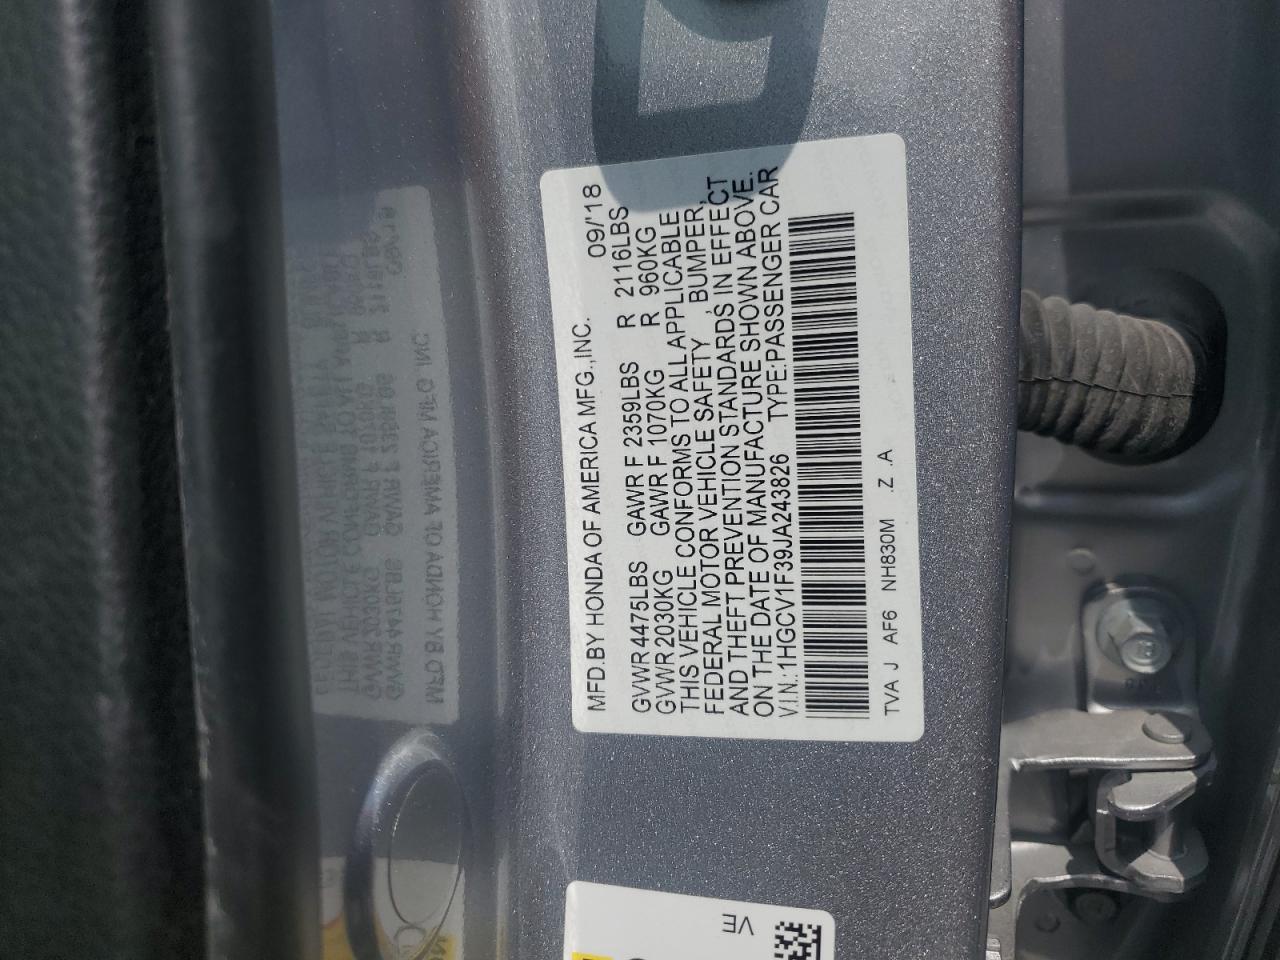 MFD.BY HONDA OF AMERICA MFG.,INC. 09/'18
GVWR 4475LBS GAWR F 2359LBS R 2116LBS
GVWR 2030KG GAWR F 1070KG R 960KG
THIS VEHICLE CONFORMS TO ALL APPLICABLE
FEDERAL MOTOR VEHICLE SAFETY, BUMPER,
AND THEFT PREVENTION STANDARDS IN EFFECT
ON THE DATE OF MANUFACTURE SHOWN ABOVE.
V.I.N.:1HGCV1F39JA243826 TYPE:PASSENGER CAR
TVA J AF6 NH830M .Z .A
VE